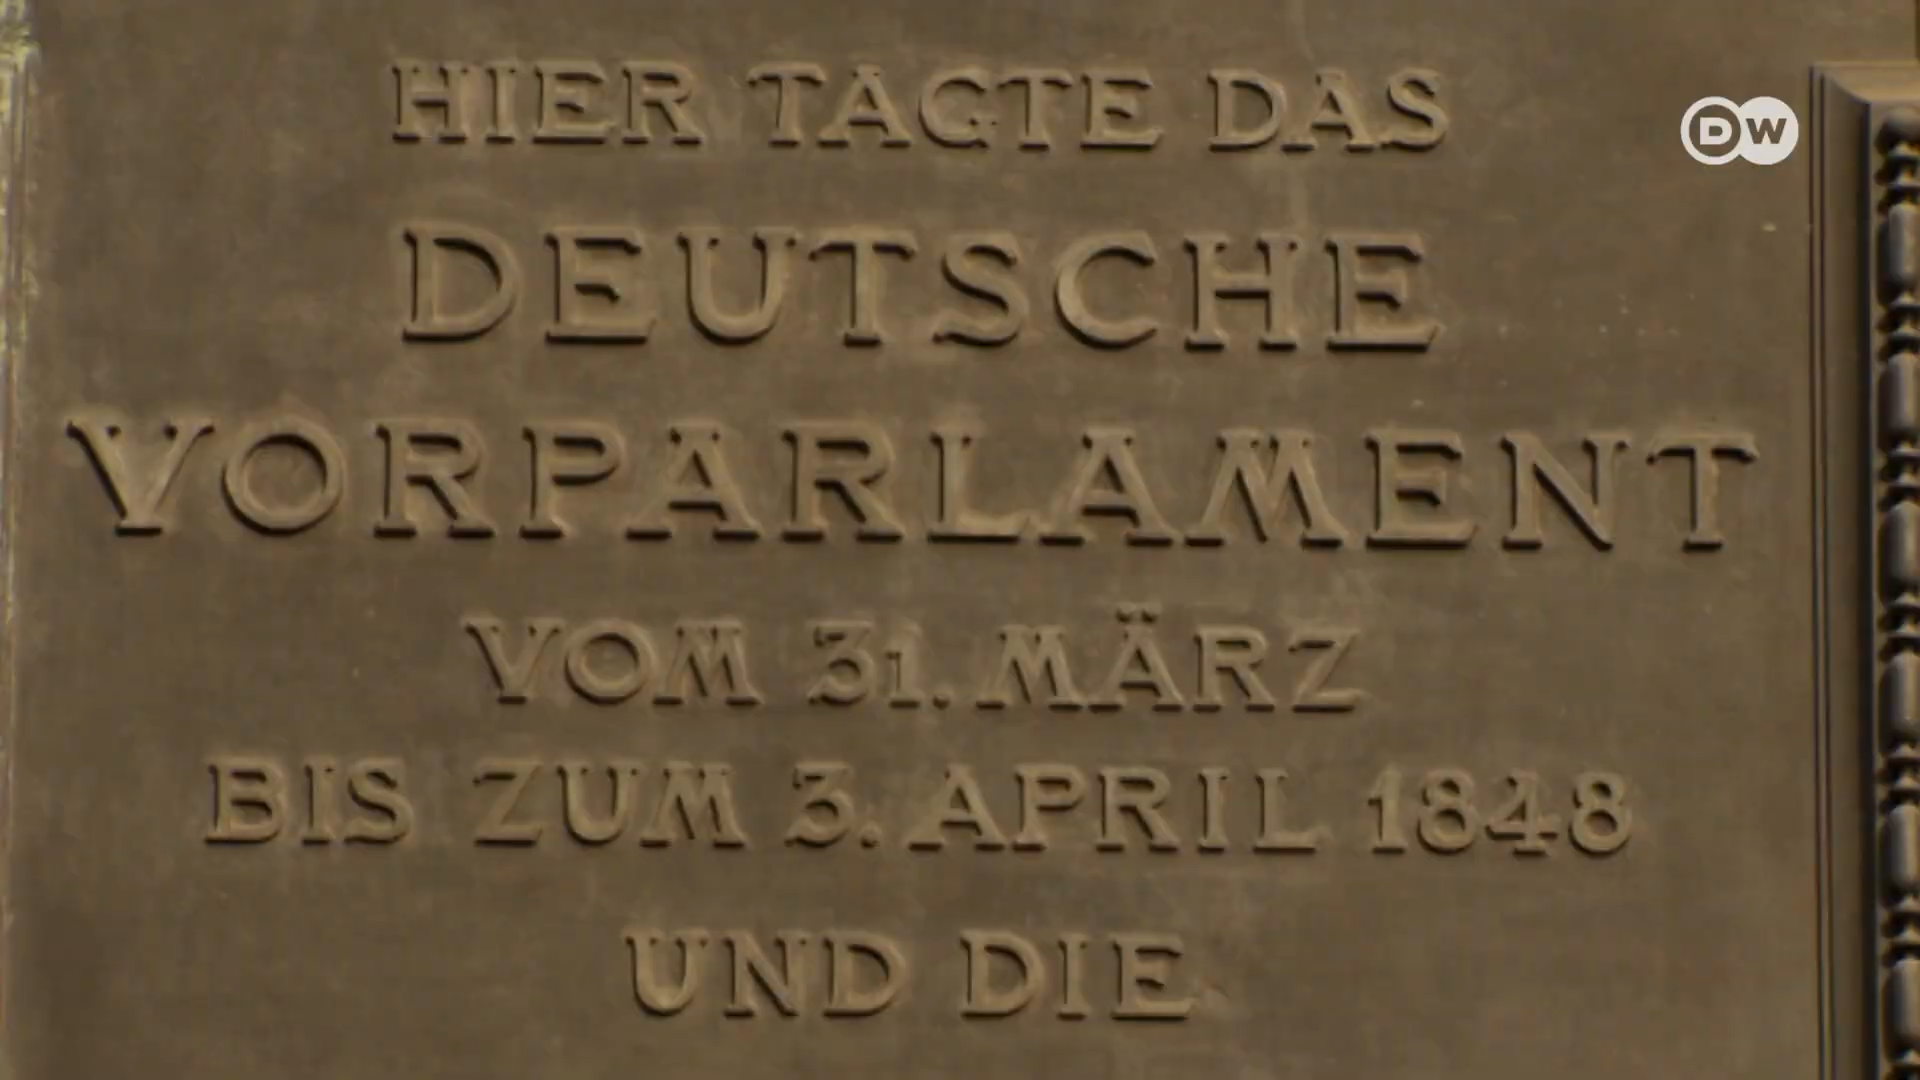 HIER TAGTE DAS
DEUTSCHE
VORPARLAMENT
VOM 31. MÄRZ
BIS ZUM 3. APRIL 1848
UND DIE
DW